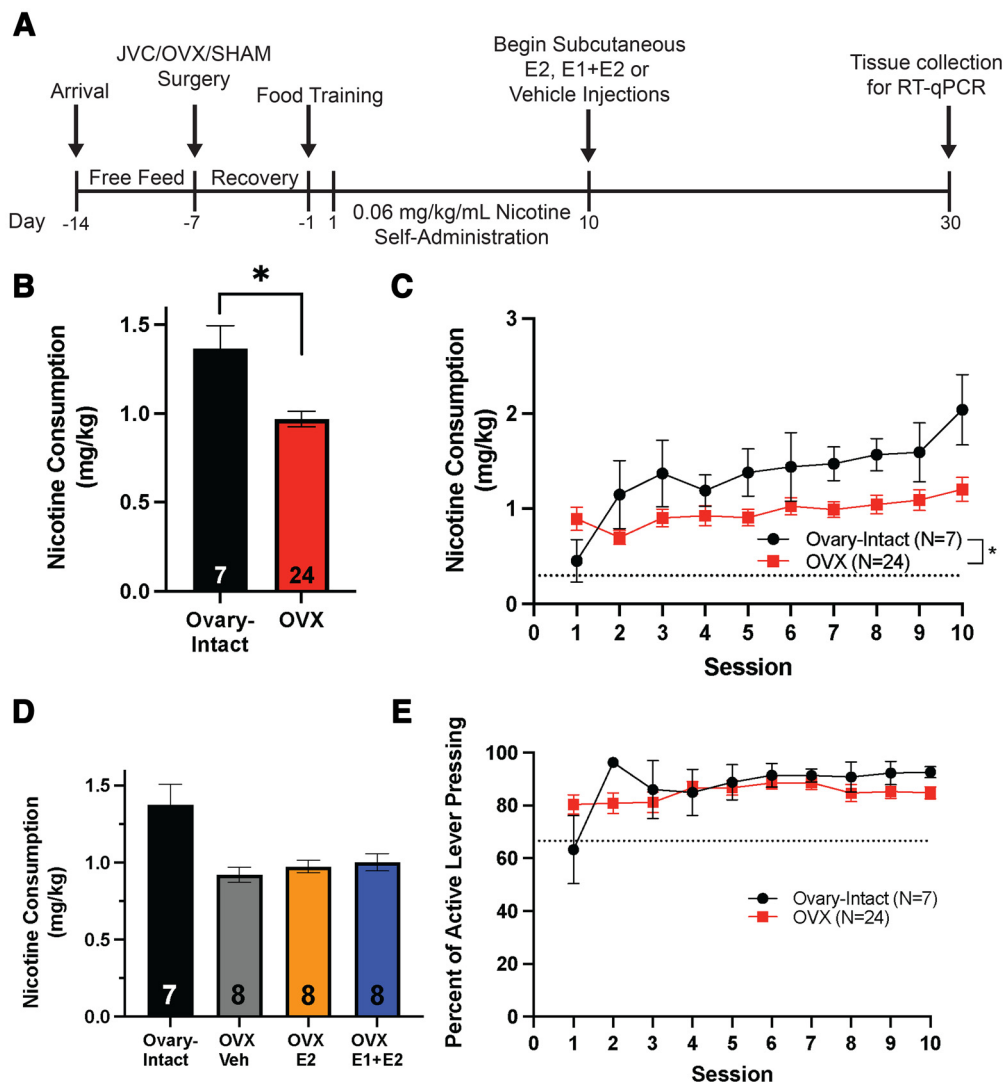 A
JVC/OVX/SHAM
Surgery
Begin Subcutaneous
E2, E1+E2 or
Vehicle Injections
Tissue collection
for RT-qPCR
Arrival
Food Training
Free Feed
Recovery
Day
-14
-7
-1
1
0.06 mg/kg/mL Nicotine
Self-Administration
10
30
B
*
Nicotine Consumption
(mg/kg)
1.5
1.0
0.5
0.0
7
24
Ovary-
Intact
OVX
C
Nicotine Consumption
(mg/kg)
3
2
1
0
Ovary-Intact (N=7)
OVX (N=24)
*
0 1 2 3 4 5 6 7 8 9 10
Session
D
Nicotine Consumption
(mg/kg)
1.5
1.0
0.5
0.0
7
8
8
8
Ovary-
Intact
OVX
Veh
OVX
E2
OVX
E1+E2
E
Percent of Active Lever Pressing
100
80
60
40
20
0
Ovary-Intact (N=7)
OVX (N=24)
0 1 2 3 4 5 6 7 8 9 10
Session